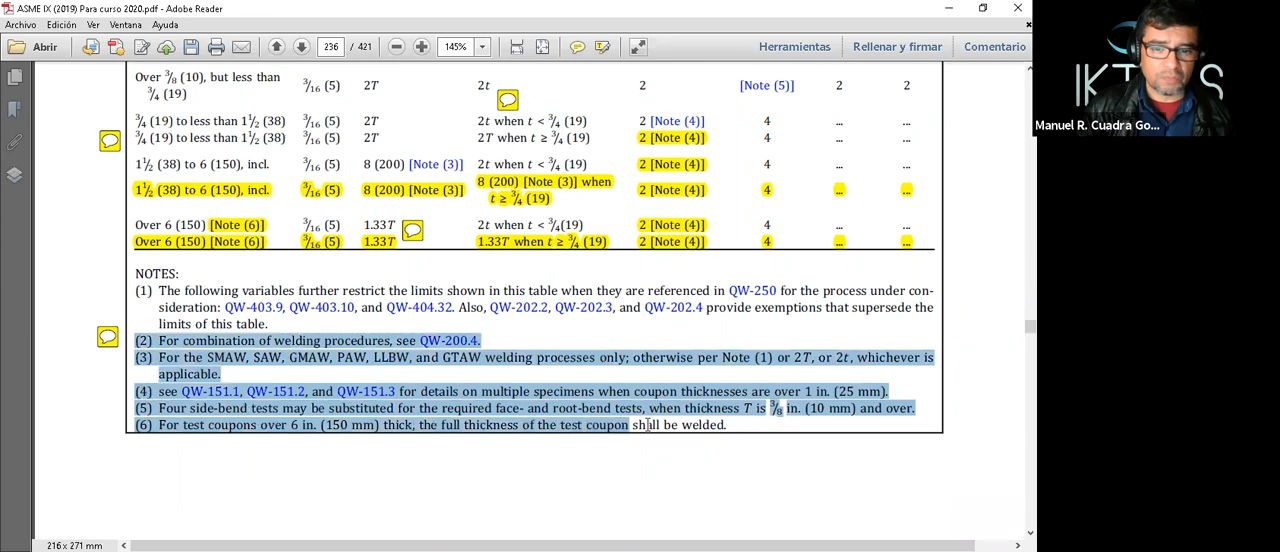 ASME IX (2019) Para curso 2020.pdf - Adobe Reader
Archivo Edición Ver Ventana Ayuda
Abrir 236 / 421 145% Herramientas Rellenar y firmar Comentario
Over 3/8 (10), but less than 3/4 (19) 3/16 (5) 2T 2t 2 [Note (5)] 2 2
3/4 (19) to less than 1 1/2 (38) 3/16 (5) 2T 2t when t < 3/4 (19) 2 [Note (4)] 4 ... ...
3/4 (19) to less than 1 1/2 (38) 3/16 (5) 2T 2T when t ≥ 3/4 (19) 2 [Note (4)] 4 ... ...
1 1/2 (38) to 6 (150), incl. 3/16 (5) 8 (200) [Note (3)] 2t when t < 3/4 (19) 2 [Note (4)] 4 ... ...
1 1/2 (38) to 6 (150), incl. 3/16 (5) 8 (200) [Note (3)] 8 (200) [Note (3)] when t ≥ 3/4 (19) 2 [Note (4)] 4 ... ...
Over 6 (150) [Note (6)] 3/16 (5) 1.33T 2t when t < 3/4 (19) 2 [Note (4)] 4 ... ...
Over 6 (150) [Note (6)] 3/16 (5) 1.33T 1.33T when t ≥ 3/4 (19) 2 [Note (4)] 4 ... ...
NOTES:
(1) The following variables further restrict the limits shown in this table when they are referenced in QW-250 for the process under con-
sideration: QW-403.9, QW-403.10, and QW-404.32. Also, QW-202.2, QW-202.3, and QW-202.4 provide exemptions that supersede the
limits of this table.
(2) For combination of welding procedures, see QW-200.4.
(3) For the SMAW, SAW, GMAW, PAW, LLBW, and GTAW welding processes only; otherwise per Note (1) or 2T, or 2t, whichever is
applicable.
(4) see QW-151.1, QW-151.2, and QW-151.3 for details on multiple specimens when coupon thicknesses are over 1 in. (25 mm).
(5) Four side-bend tests may be substituted for the required face- and root-bend tests, when thickness T is 3/8 in. (10 mm) and over.
(6) For test coupons over 6 in. (150 mm) thick, the full thickness of the test coupon shall be welded.
216 x 271 mm
Manuel R. Cuadra Go...